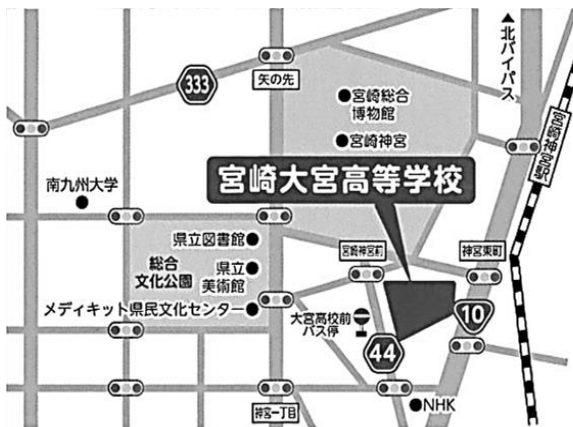 ▲北バイパス
333
矢の先
宮崎総合
博物館
宮崎神宮
宮崎神宮駅
南九州大学
宮崎大宮高等学校
県立図書館
総合
文化公園
県立
美術館
メディキット県民文化センター
宮崎神宮前
神宮東町
大宮高校前
バス停
10
44
神宮一丁目
NHK